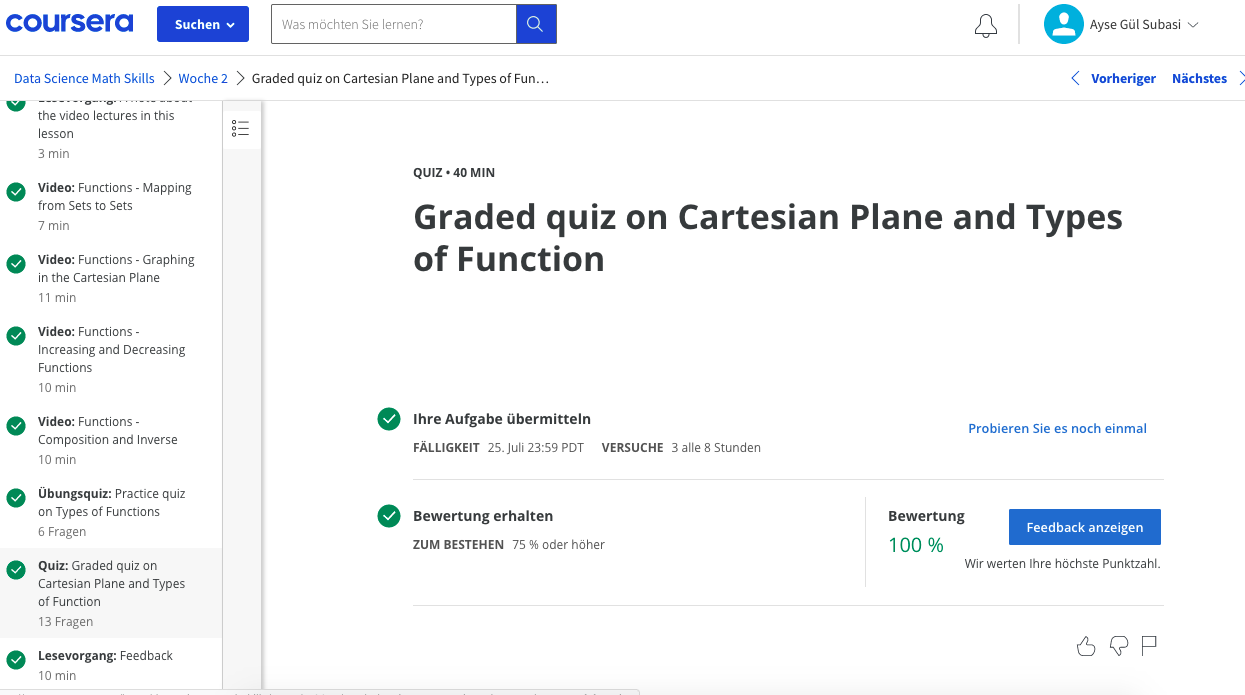 coursera
Suchen
Was möchten Sie lernen?
Ayse Gül Subasi
Data Science Math Skills
Woche 2
Graded quiz on Cartesian Plane and Types of Fun…
Vorheriger
Nächstes
the video lectures in this
lesson
3 min
Video: Functions - Mapping
from Sets to Sets
7 min
Video: Functions - Graphing
in the Cartesian Plane
11 min
Video: Functions -
Increasing and Decreasing
Functions
10 min
Video: Functions -
Composition and Inverse
10 min
Übungsquiz: Practice quiz
on Types of Functions
6 Fragen
Quiz: Graded quiz on
Cartesian Plane and Types
of Function
13 Fragen
Lesevorgang: Feedback
10 min
QUIZ • 40 MIN
Graded quiz on Cartesian Plane and Types
of Function
Ihre Aufgabe übermitteln
FÄLLIGKEIT 25. Juli 23:59 PDT VERSUCHE 3 alle 8 Stunden
Probieren Sie es noch einmal
Bewertung erhalten
ZUM BESTEHEN 75 % oder höher
Bewertung
100 %
Feedback anzeigen
Wir werten Ihre höchste Punktzahl.